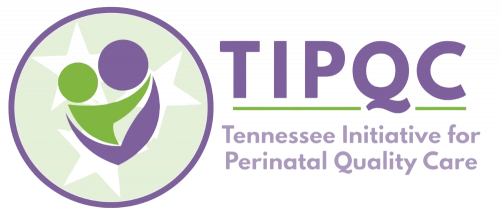 TIPQC
Tennessee Initiative for
Perinatal Quality Care